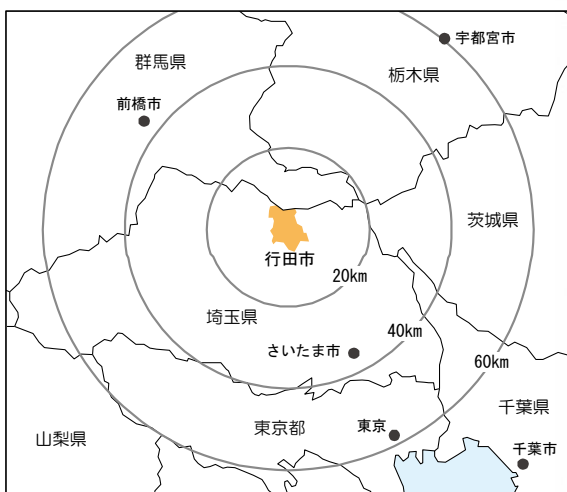 宇都宮市
群馬県
栃木県
前橋市
茨城県
行田市
20km
埼玉県
40km
さいたま市
60km
千葉県
東京都
東京
山梨県
千葉市